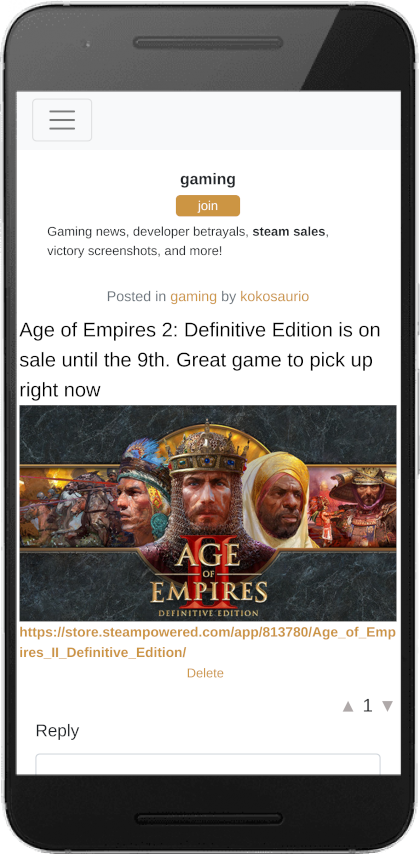 gaming
join
Gaming news, developer betrayals, steam sales,
victory screenshots, and more!
Posted in gaming by kokosaurio
Age of Empires 2: Definitive Edition is on
sale until the 9th. Great game to pick up
right now
AGE
OF
EMPIRES
II
DEFINITIVE EDITION
https://store.steampowered.com/app/813780/Age_of_Emp
ires_II_Definitive_Edition/
Delete
▲ 1 ▼
Reply